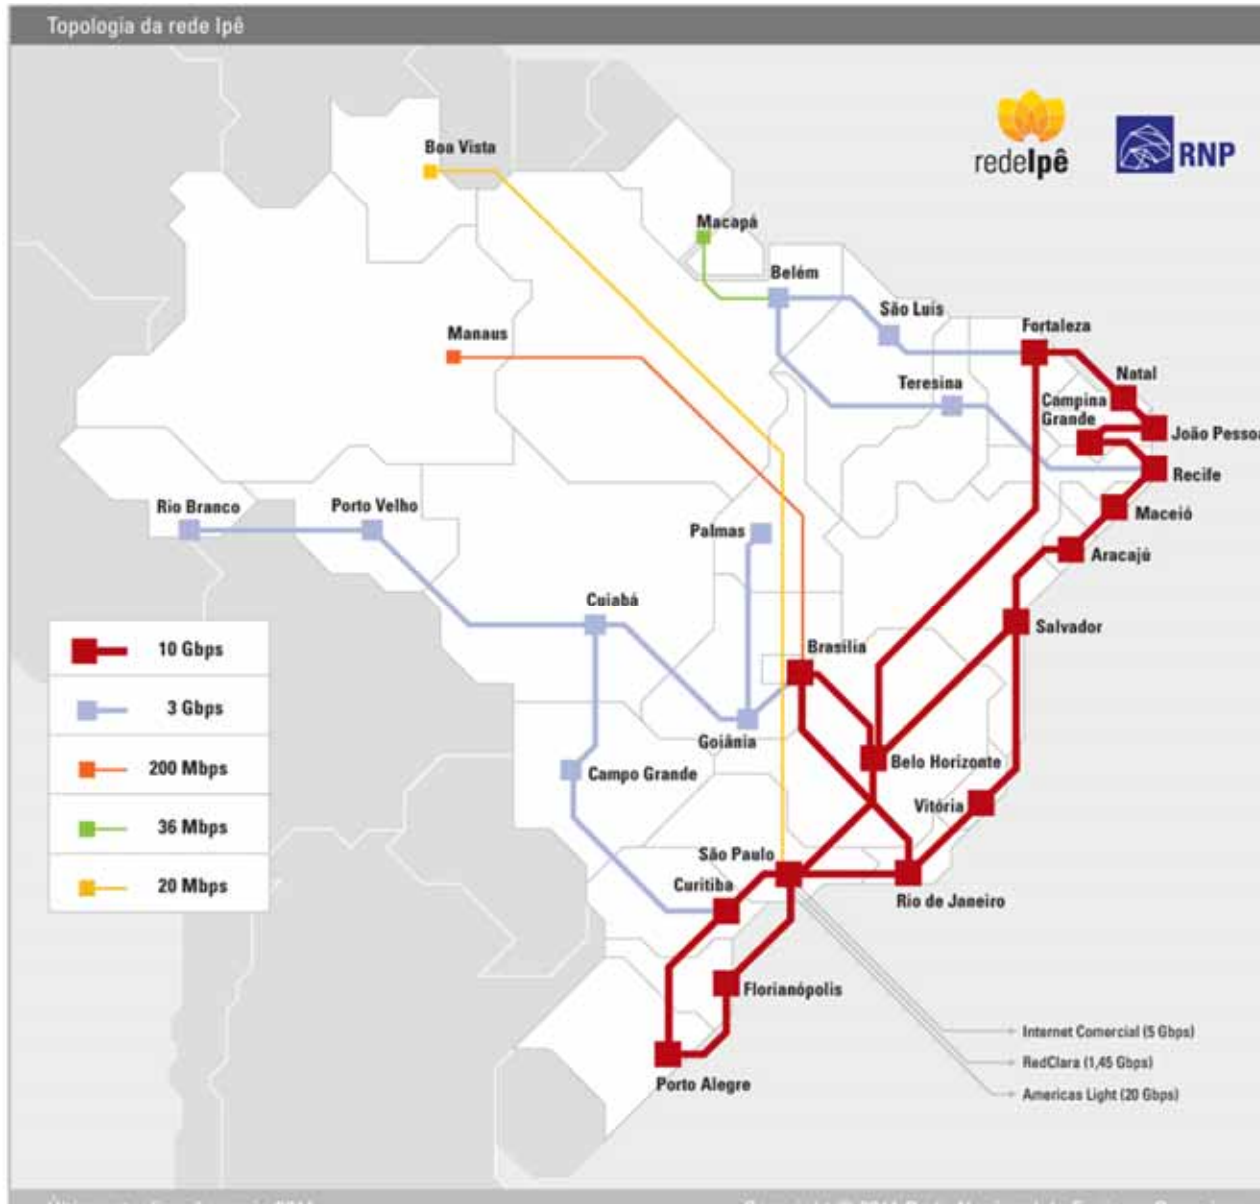 Topologia da rede Ipê
redeIpê
RNP
Boa Vista
Macapá
Belém
São Luís
Fortaleza
Manaus
Teresina
Natal
Campina
Grande
João Pessoa
Recife
Rio Branco
Porto Velho
Palmas
Maceió
Aracajú
Cuiabá
Salvador
Brasília
10 Gbps
3 Gbps
200 Mbps
36 Mbps
20 Mbps
Goiânia
Campo Grande
Belo Horizonte
Vitória
São Paulo
Curitiba
Rio de Janeiro
Florianópolis
Porto Alegre
Internet Comercial (5 Gbps)
RedClara (1,45 Gbps)
Americas Light (20 Gbps)